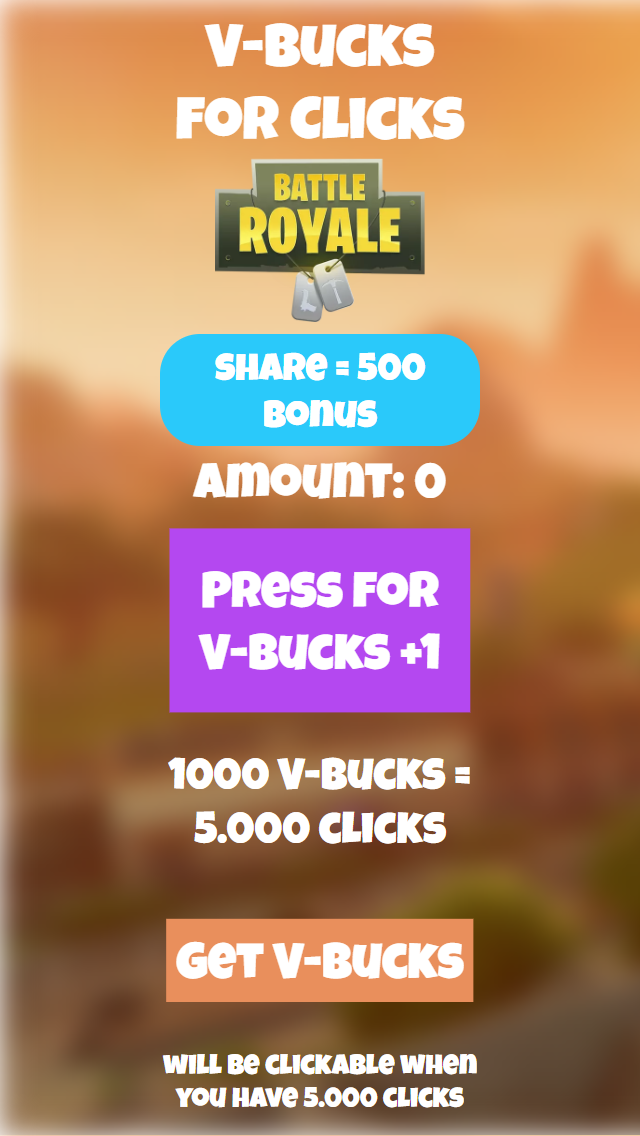 V-BUCKS
FOR CLICKS
BATTLE
ROYALE
SHARE = 500
BONUS
AMOUNT: 0
PRESS FOR
V-BUCKS +1
1000 V-BUCKS =
5.000 CLICKS
GET V-BUCKS
WILL BE CLICKABLE WHEN
YOU HAVE 5.000 CLICKS